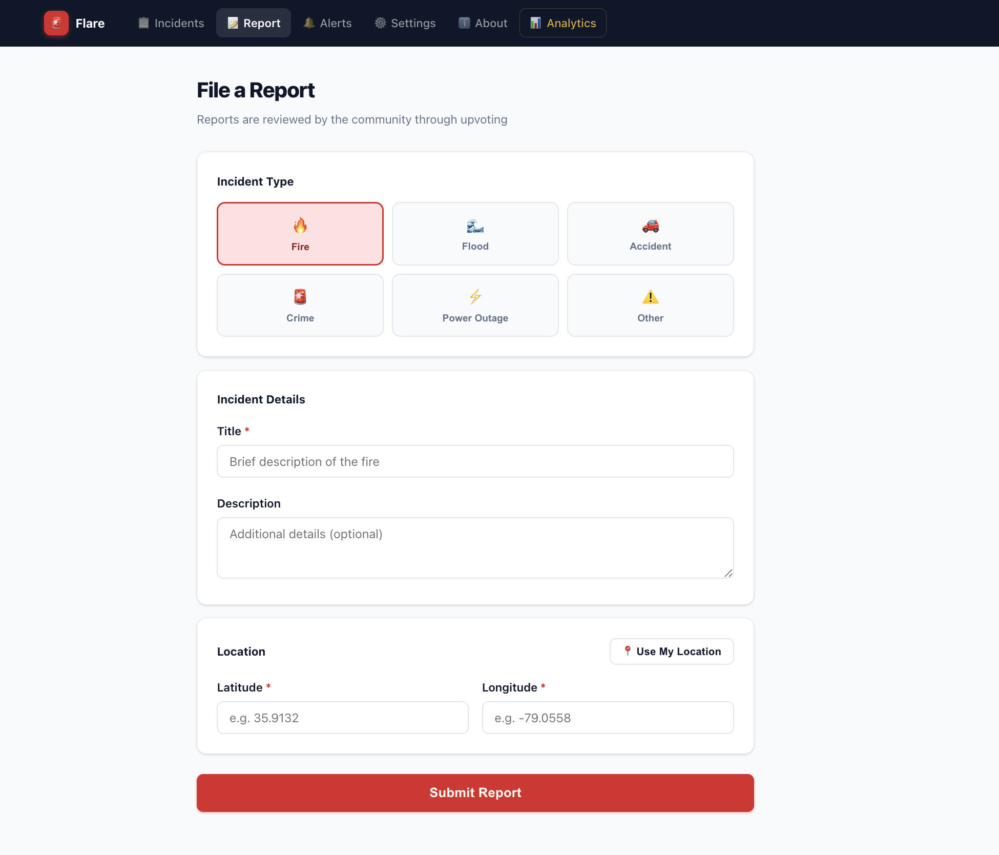 Flare
Incidents
Report
Alerts
Settings
About
Analytics
File a Report
Reports are reviewed by the community through upvoting
Incident Type
Fire
Flood
Accident
Crime
Power Outage
Other
Incident Details
Title *
Brief description of the fire
Description
Additional details (optional)
Location
Use My Location
Latitude *
Longitude *
e.g. 35.9132
e.g. -79.0558
Submit Report